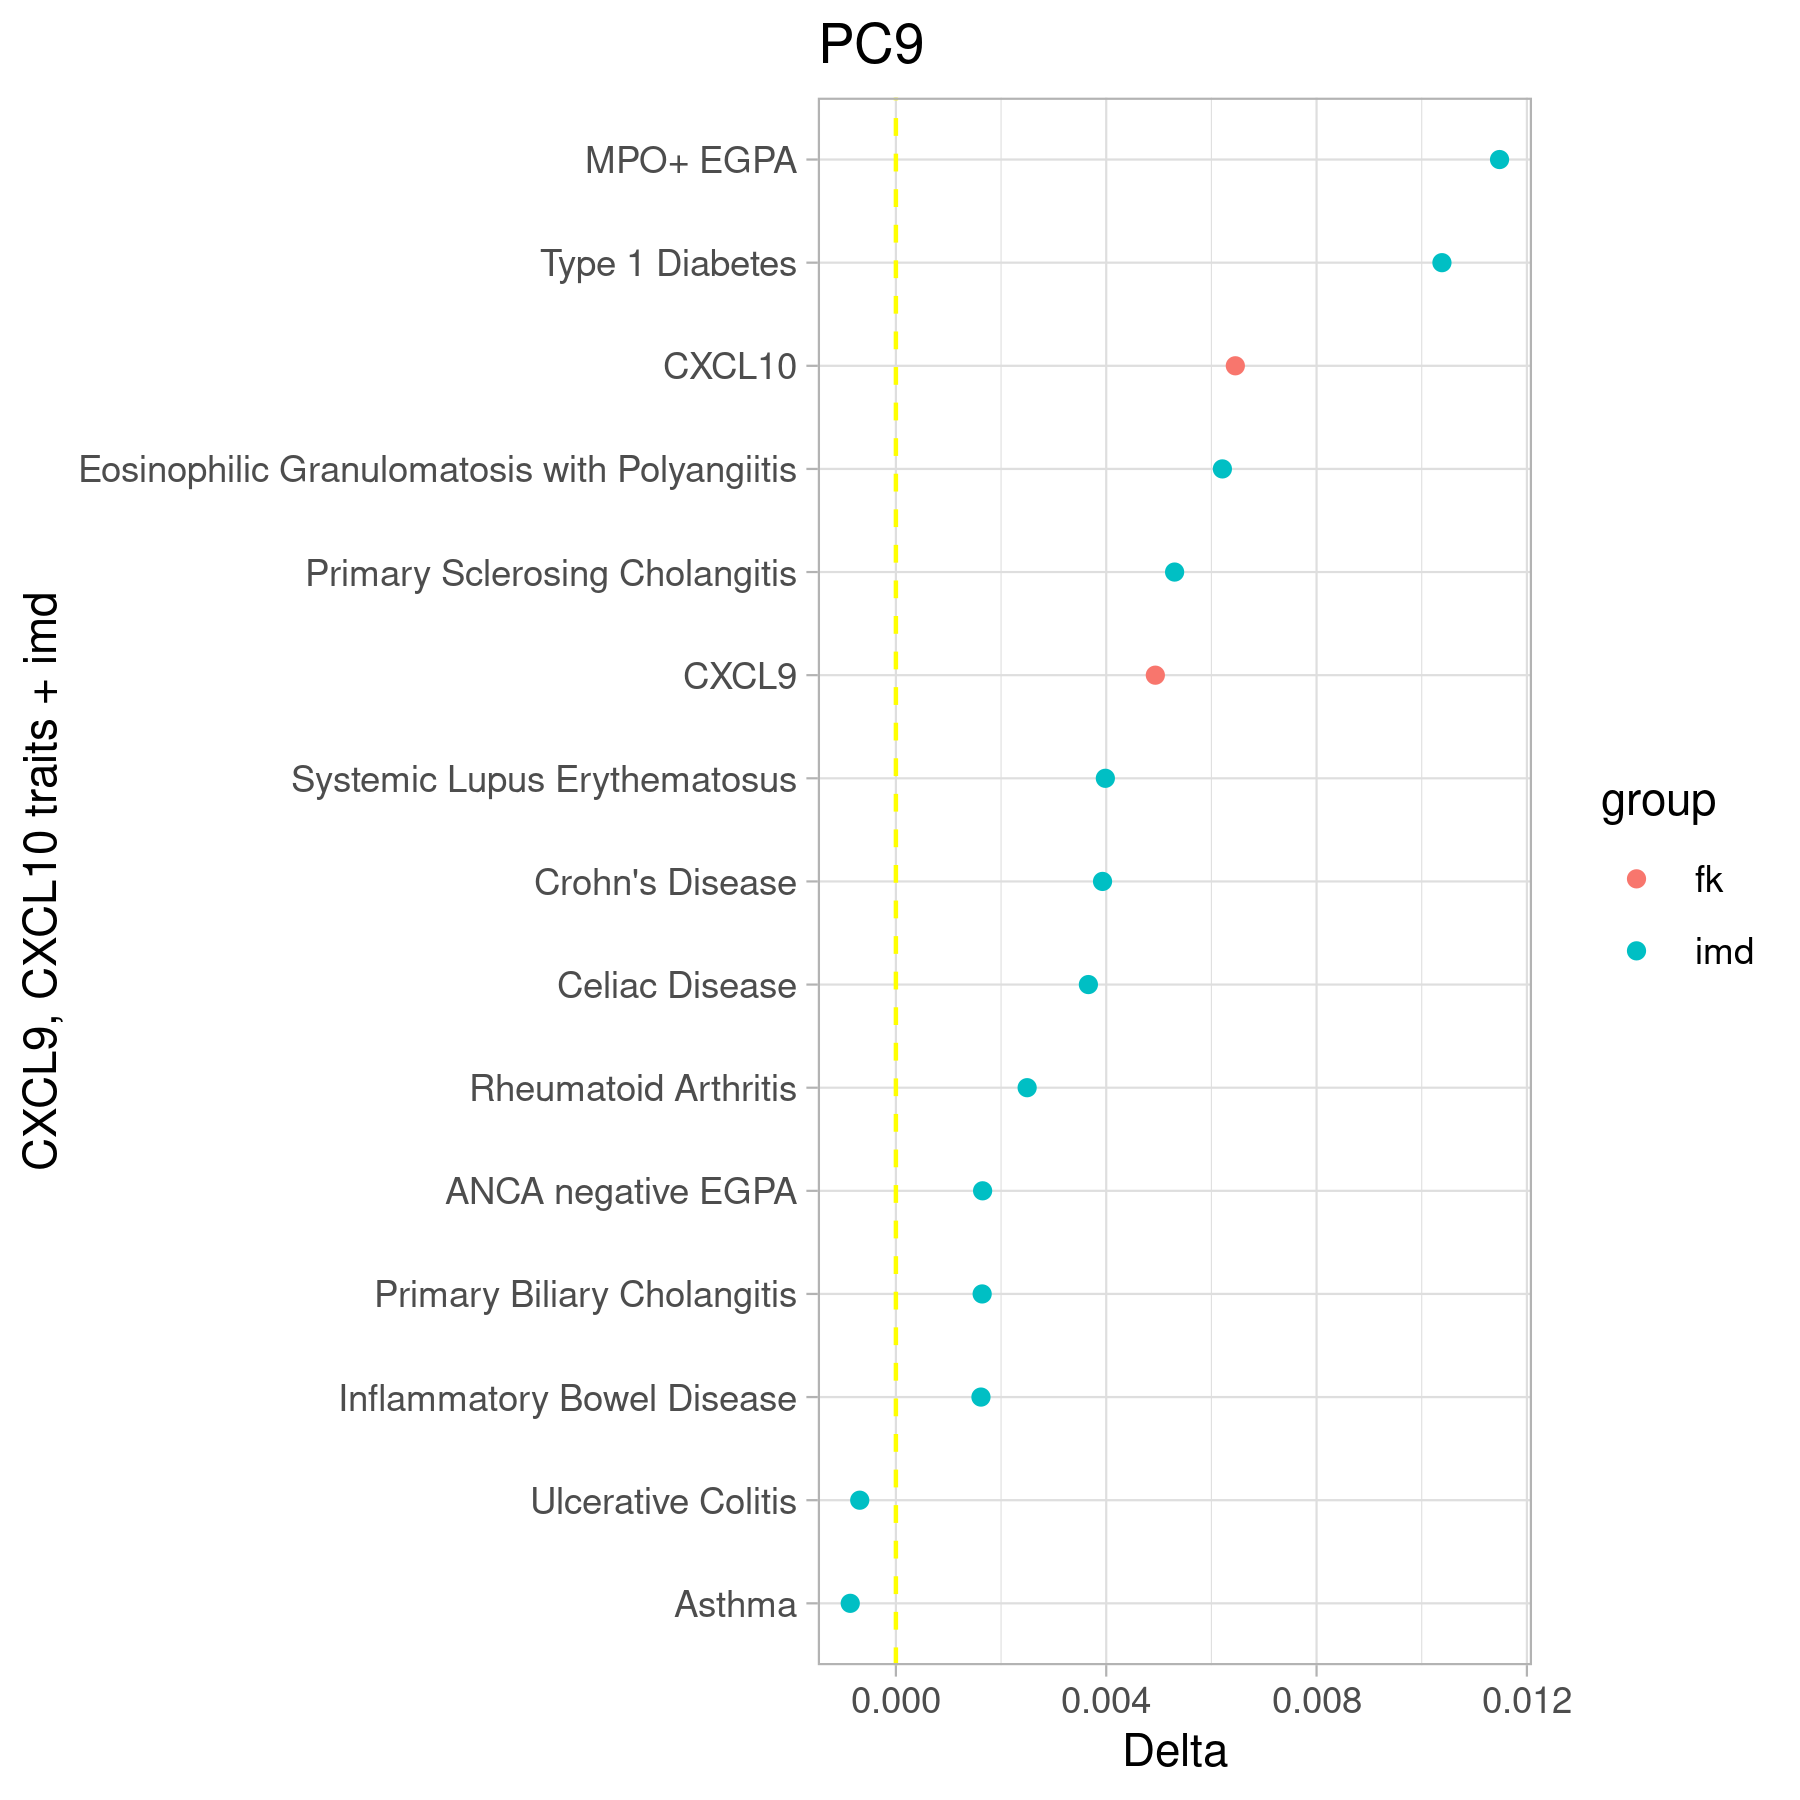 PC9
CXCL9, CXCL10 traits + imd
MPO+ EGPA
Type 1 Diabetes
CXCL10
Eosinophilic Granulomatosis with Polyangiitis
Primary Sclerosing Cholangitis
CXCL9
Systemic Lupus Erythematosus
Crohn's Disease
Celiac Disease
Rheumatoid Arthritis
ANCA negative EGPA
Primary Biliary Cholangitis
Inflammatory Bowel Disease
Ulcerative Colitis
Asthma
0.000 0.004 0.008 0.012
Delta
group
fk
imd